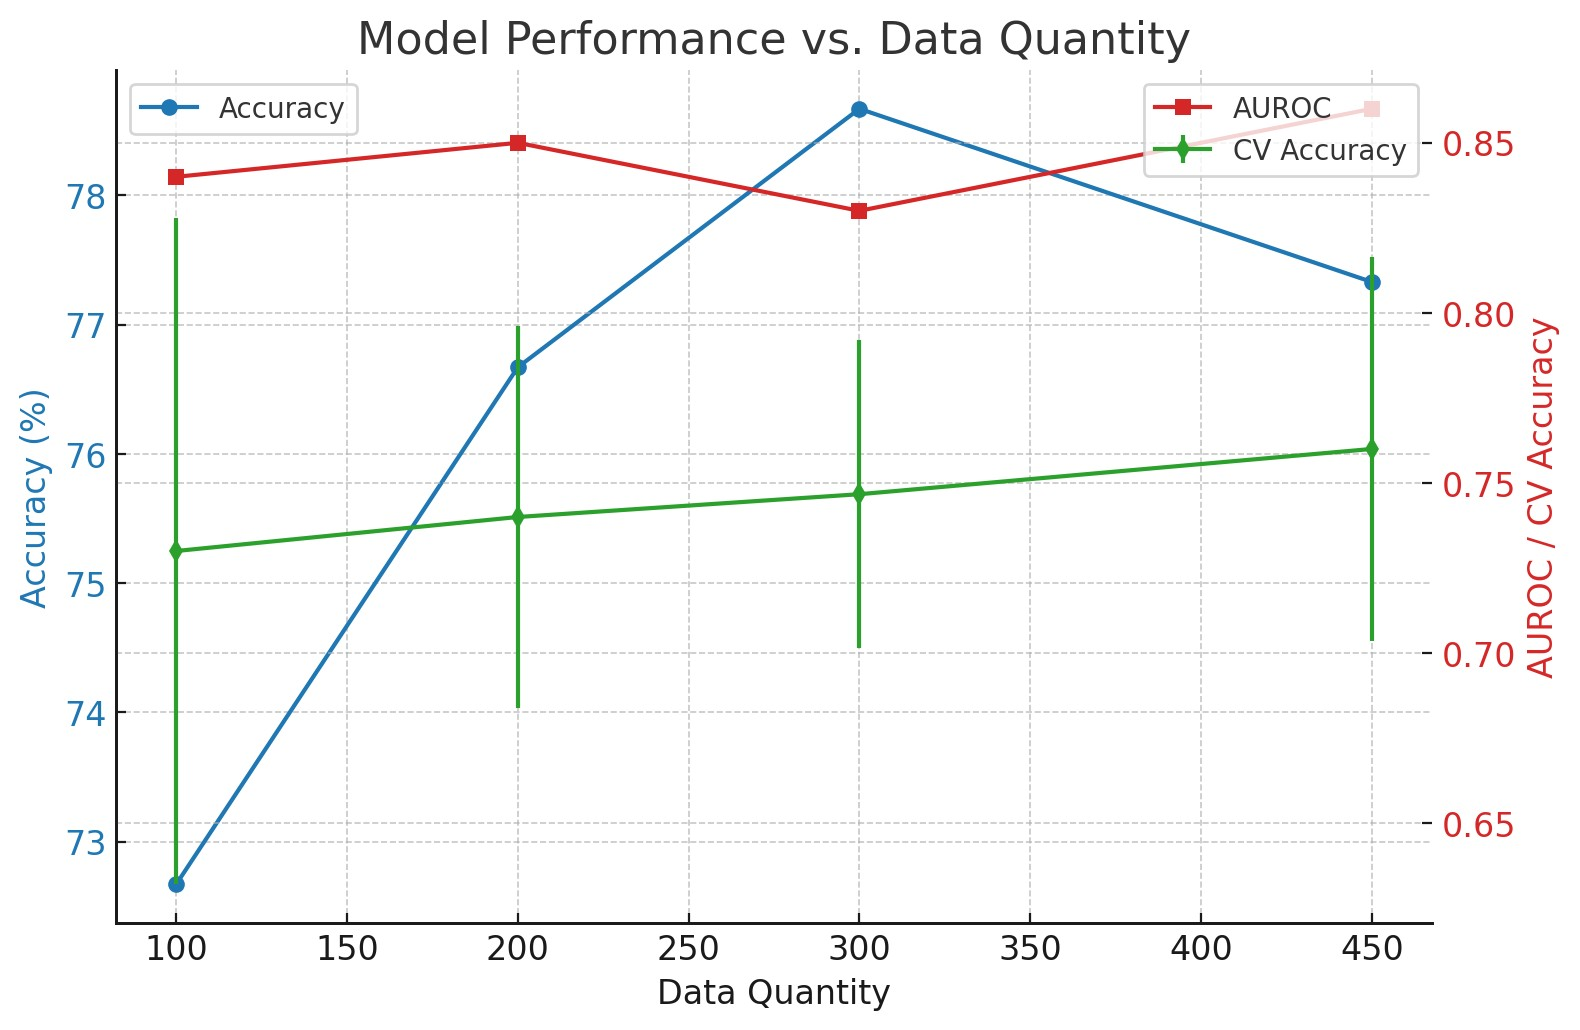 Model Performance vs. Data Quantity
Accuracy
AUROC
CV Accuracy
Accuracy (%)
78
77
76
75
74
73
0.85
0.80
0.75
0.70
0.65
AUROC / CV Accuracy
100 150 200 250 300 350 400 450
Data Quantity